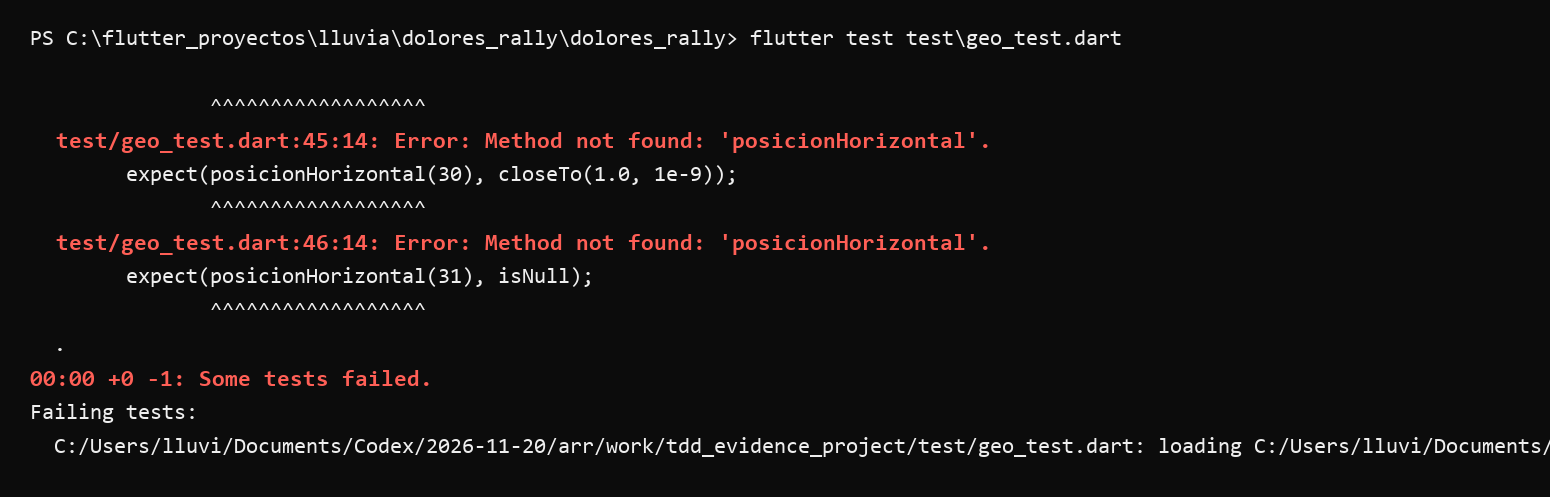 PS C:\flutter_proyectos\lluvia\dolores_rally\dolores_rally> flutter test test\geo_test.dart
^^^^^^^^^^^^^^^^^^
test/geo_test.dart:45:14: Error: Method not found: 'posicionHorizontal'.
expect(posicionHorizontal(30), closeTo(1.0, 1e-9));
^^^^^^^^^^^^^^^^^^
test/geo_test.dart:46:14: Error: Method not found: 'posicionHorizontal'.
expect(posicionHorizontal(31), isNull);
^^^^^^^^^^^^^^^^^^
.
00:00 +0 -1: Some tests failed.
Failing tests:
C:/Users/lluvi/Documents/Codex/2026-11-20/arr/work/tdd_evidence_project/test/geo_test.dart: loading C:/Users/lluvi/Documents/